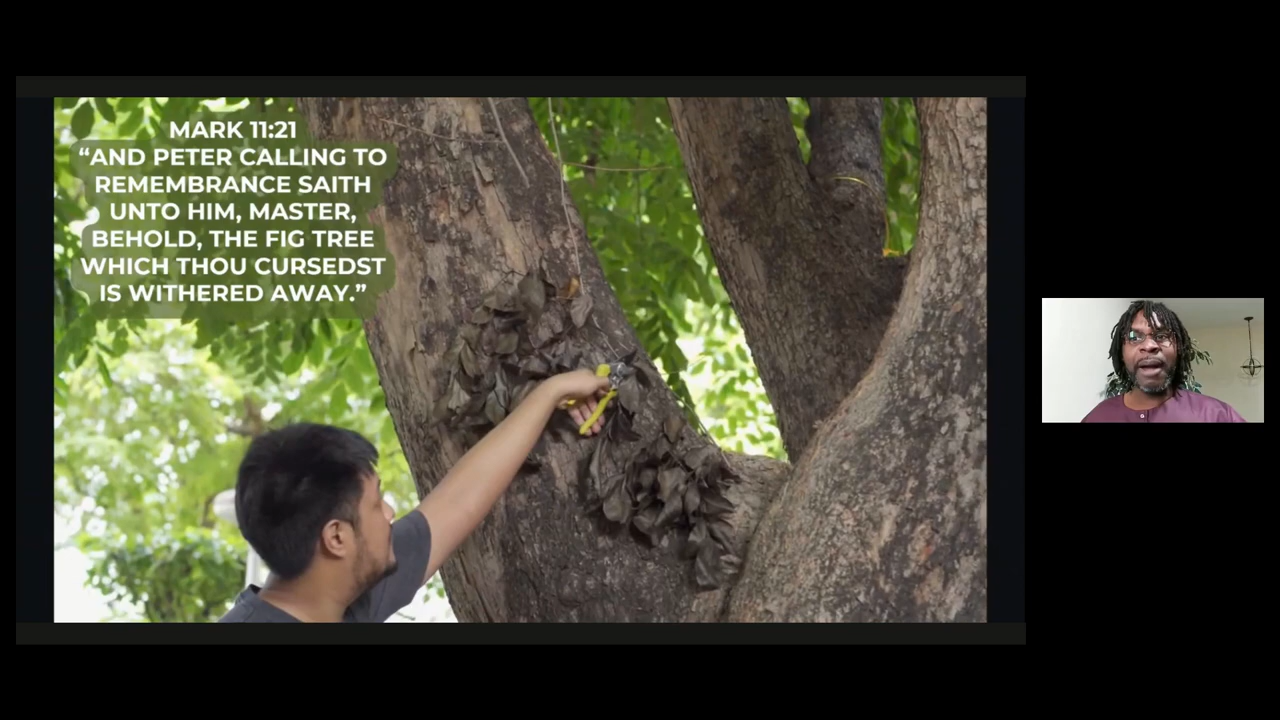 MARK 11:21
“AND PETER CALLING TO
REMEMBRANCE SAITH
UNTO HIM, MASTER,
BEHOLD, THE FIG TREE
WHICH THOU CURSEDST
IS WITHERED AWAY.”